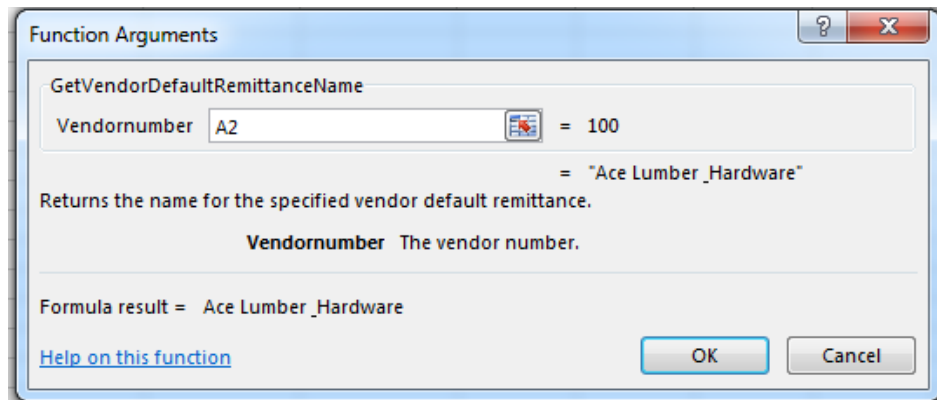 Function Arguments
?
X
GetVendorDefaultRemittanceName
Vendornumber A2 = 100
= "Ace Lumber _Hardware"
Returns the name for the specified vendor default remittance.
Vendornumber The vendor number.
Formula result = Ace Lumber _Hardware
Help on this function OK Cancel